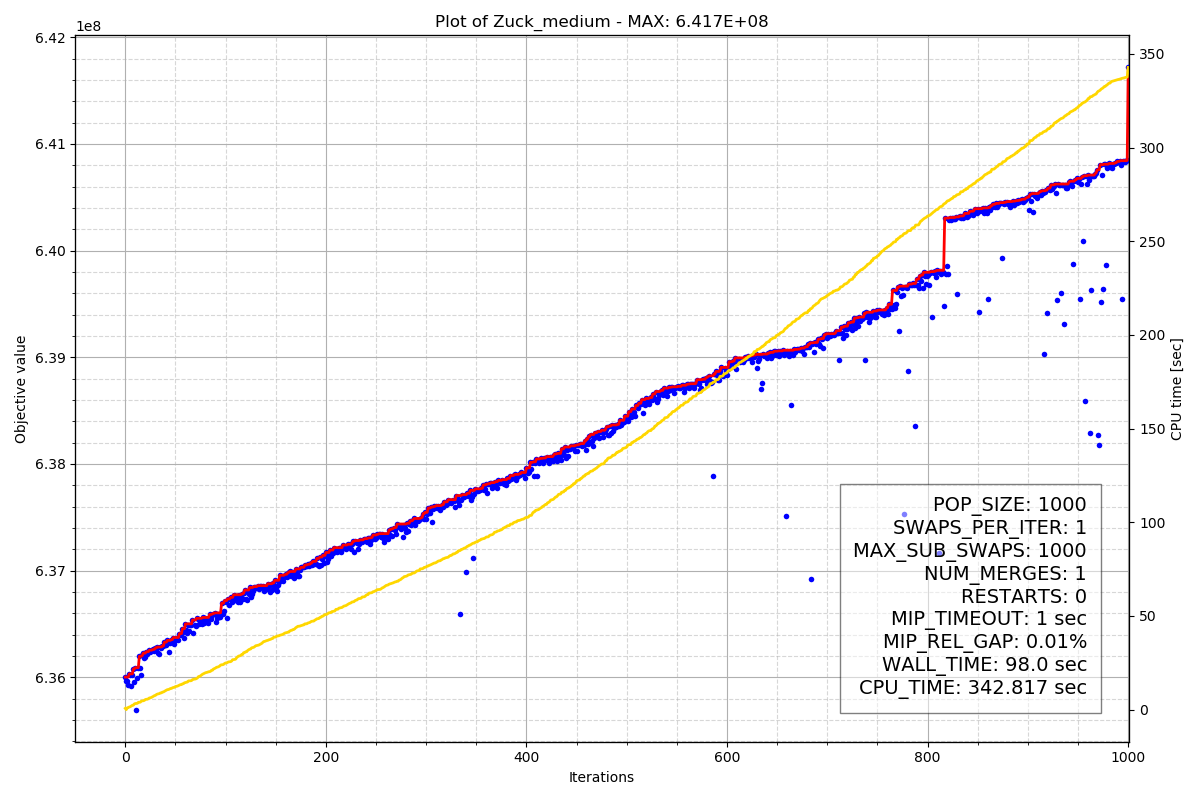 Plot of Zuck_medium - MAX: 6.417E+08
1e8
6.42
6.41
6.40
6.39
6.38
6.37
6.36
Objective value
350
300
250
200
150
100
50
0
CPU time [sec]
POP_SIZE: 1000
SWAPS_PER_ITER: 1
MAX_SUB_SWAPS: 1000
NUM_MERGES: 1
RESTARTS: 0
MIP_TIMEOUT: 1 sec
MIP_REL_GAP: 0.01%
WALL_TIME: 98.0 sec
CPU_TIME: 342.817 sec
0 200 400 600 800 1000
Iterations